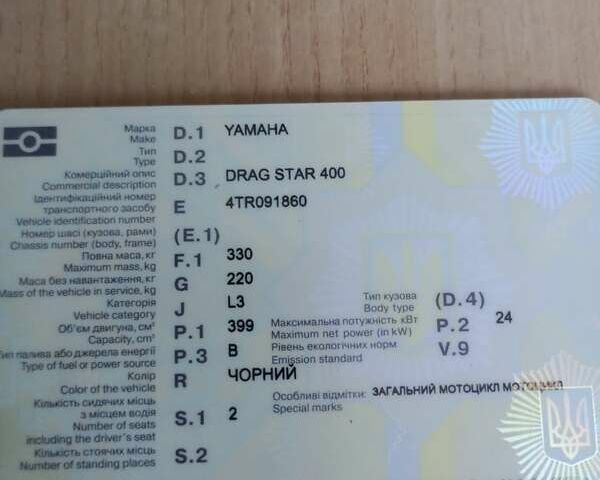 Марка D.1 YAMAHA
Make
Тип D.2
Type
Комерційний опис D.3 DRAG STAR 400
Commercial description
Ідентифікаційний номер
транспортного засобу E 4TR091860
Vehicle identification number
Номер шасі (кузова, рами) (E.1)
Chassis number (body, frame)
Повна маса, кг F.1 330
Maximum mass, kg
Маса без навантаження, кг G 220
Mass of the vehicle in service, kg
Категорія J L3 Тип кузова (D.4)
Vehicle category Body type
Об'єм двигуна, см³ P.1 399 Максимальна потужність кВт P.2 24
Capacity, cm³ Maximum net power (in kW)
Тип палива або джерела енергії P.3 B Рівень екологічних норм V.9
Type of fuel or power source Emission standard
Колір R ЧОРНИЙ
Color of the vehicle
Особливі відмітки: ЗАГАЛЬНИЙ МОТОЦИКЛ МОТОЦИКЛ
Special marks
Кількість сидячих місць
з місцем водія S.1 2
Number of seats
including the driver's seat
Кількість стоячих місць S.2
Number of standing places